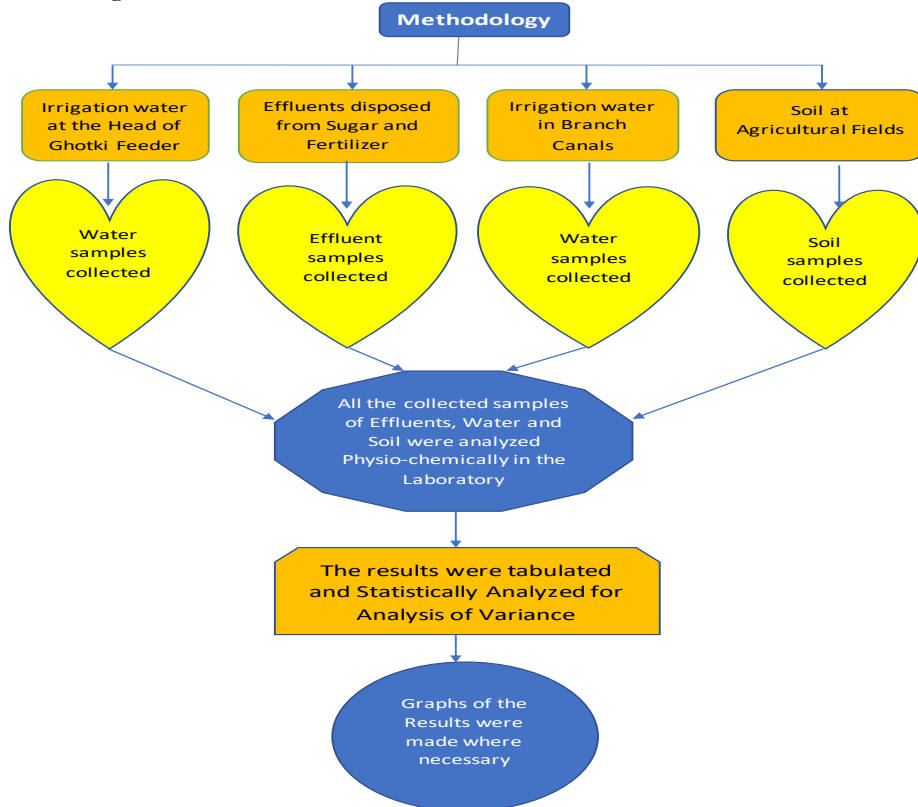 Methodology
Irrigation water
at the Head of
Ghotki Feeder
Effluents disposed
from Sugar and
Fertilizer
Irrigation water
in Branch
Canals
Soil at
Agricultural Fields
Water
samples
collected
Effluent
samples
collected
Water
samples
collected
Soil
samples
collected
All the collected samples
of Effluents, Water and
Soil were analyzed
Physio-chemically in the
Laboratory
The results were tabulated
and Statistically Analyzed for
Analysis of Variance
Graphs of the
Results were
made where
necessary